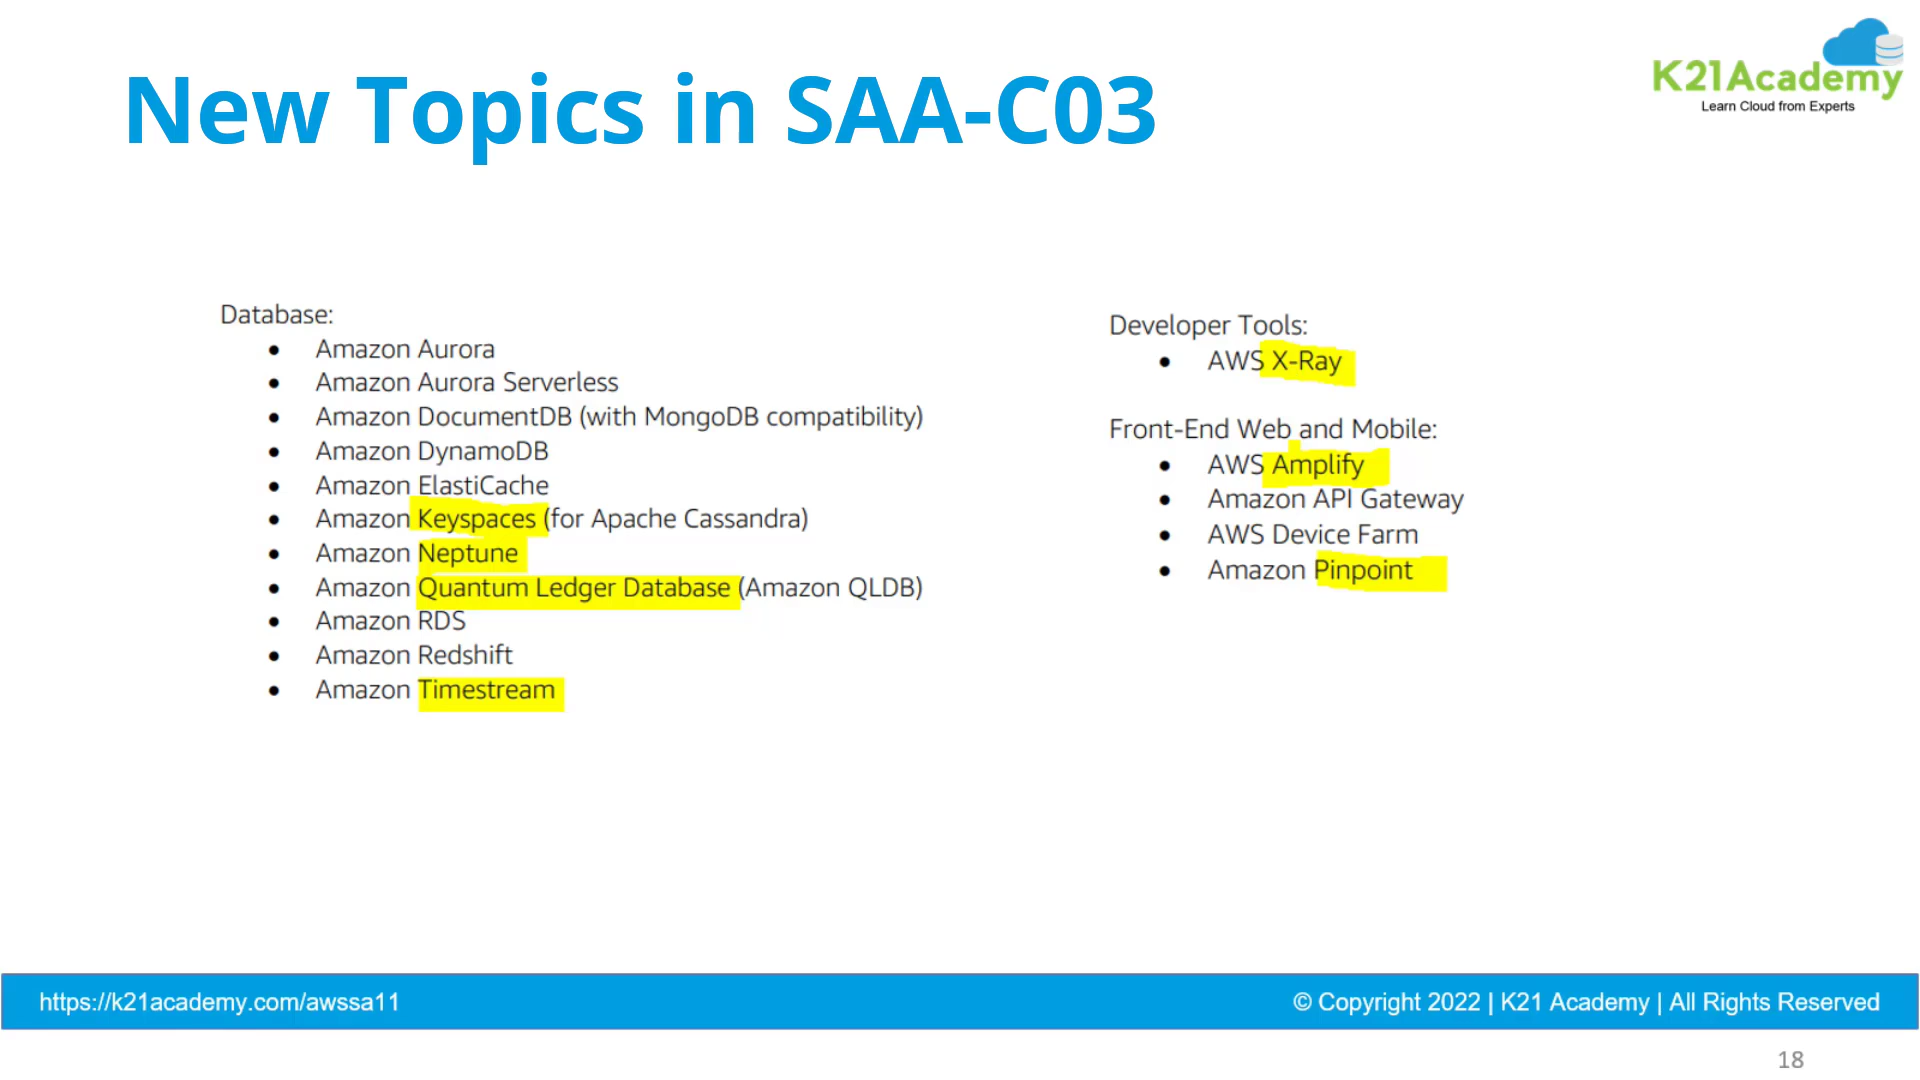 New Topics in SAA-C03
K21Academy
Learn Cloud from Experts
Database:
• Amazon Aurora
• Amazon Aurora Serverless
• Amazon DocumentDB (with MongoDB compatibility)
• Amazon DynamoDB
• Amazon ElastiCache
• Amazon Keyspaces (for Apache Cassandra)
• Amazon Neptune
• Amazon Quantum Ledger Database (Amazon QLDB)
• Amazon RDS
• Amazon Redshift
• Amazon Timestream
Developer Tools:
• AWS X-Ray
Front-End Web and Mobile:
• AWS Amplify
• Amazon API Gateway
• AWS Device Farm
• Amazon Pinpoint
https://k21academy.com/awssa11
© Copyright 2022 | K21 Academy | All Rights Reserved
18